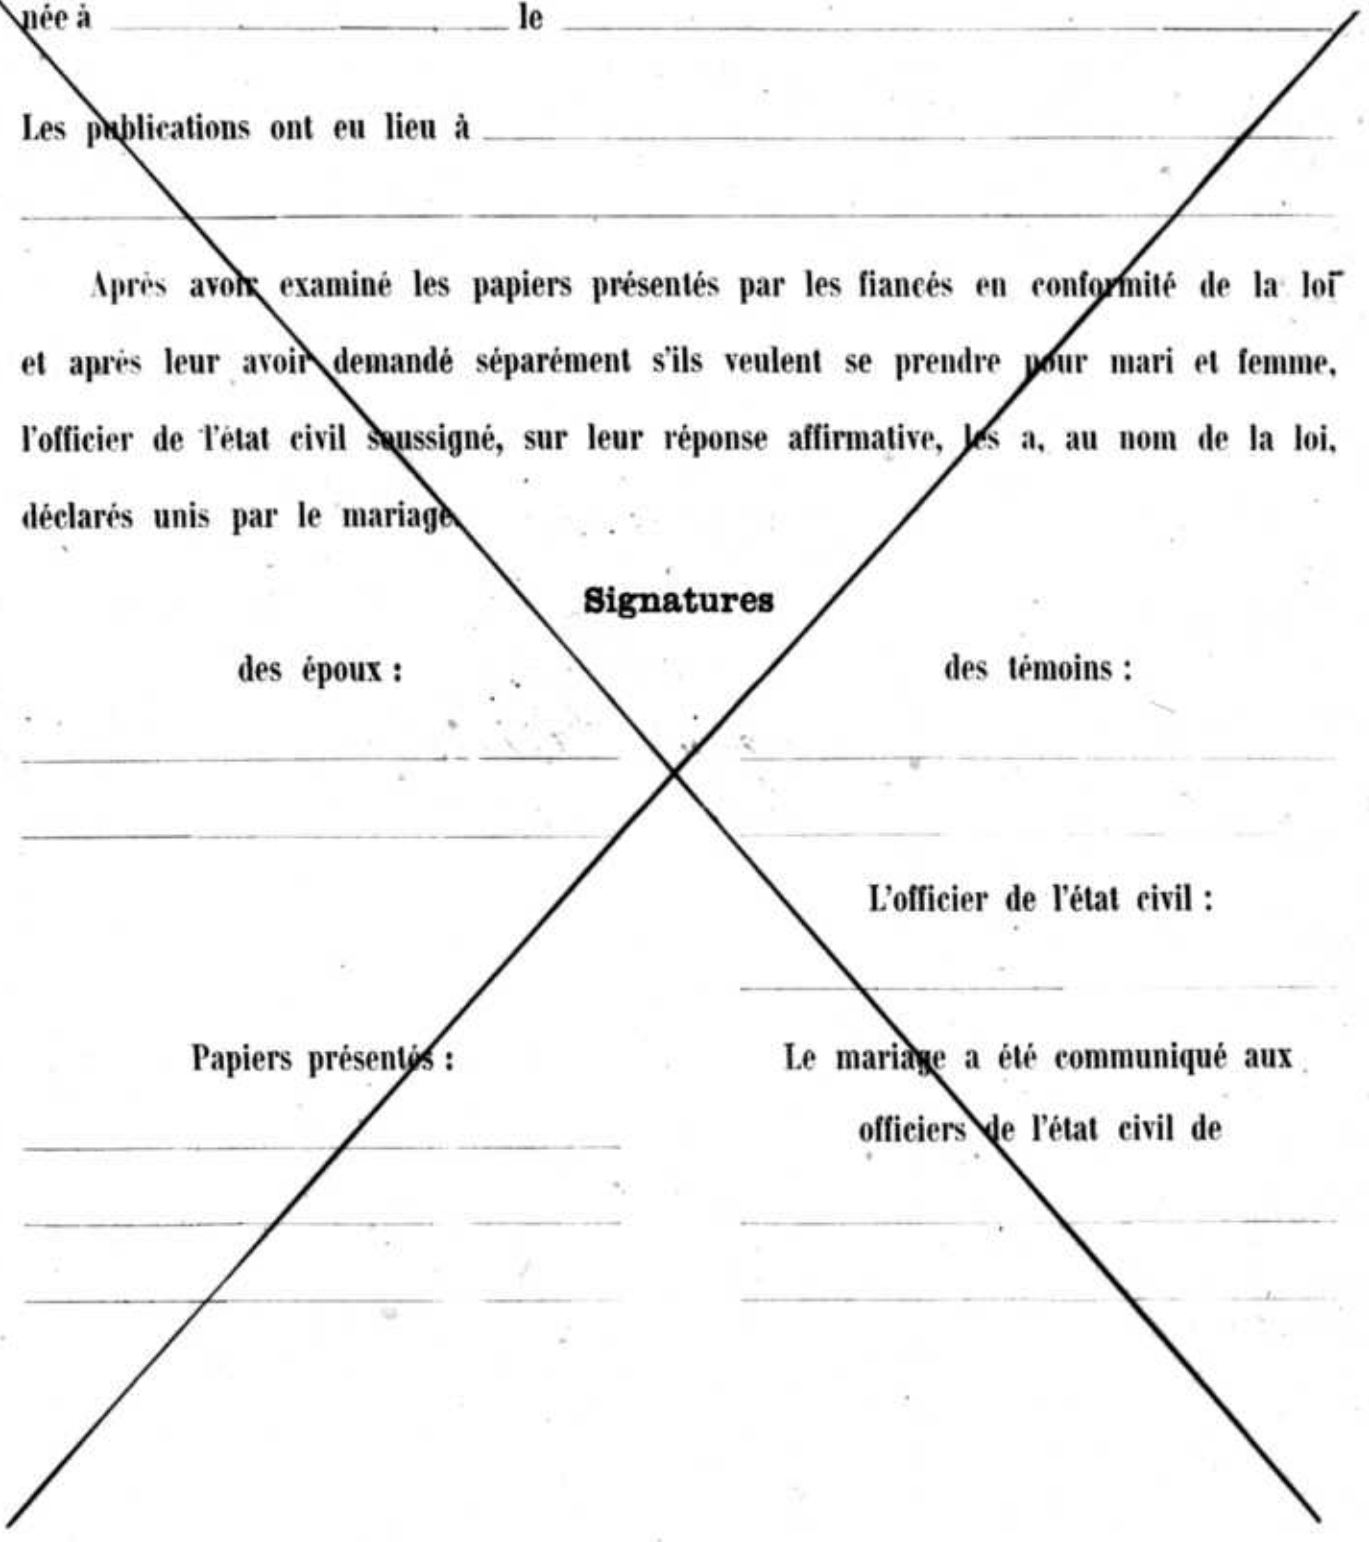 née à le
Les publications ont eu lieu à
Après avoir examiné les papiers présentés par les fiancés en conformité de la loi
et après leur avoir demandé séparément s'ils veulent se prendre pour mari et femme,
l'officier de l'état civil soussigné, sur leur réponse affirmative, les a, au nom de la loi,
déclarés unis par le mariage.
Signatures
des époux :
des témoins :
L'officier de l'état civil :
Papiers présentés :
Le mariage a été communiqué aux
officiers de l'état civil de